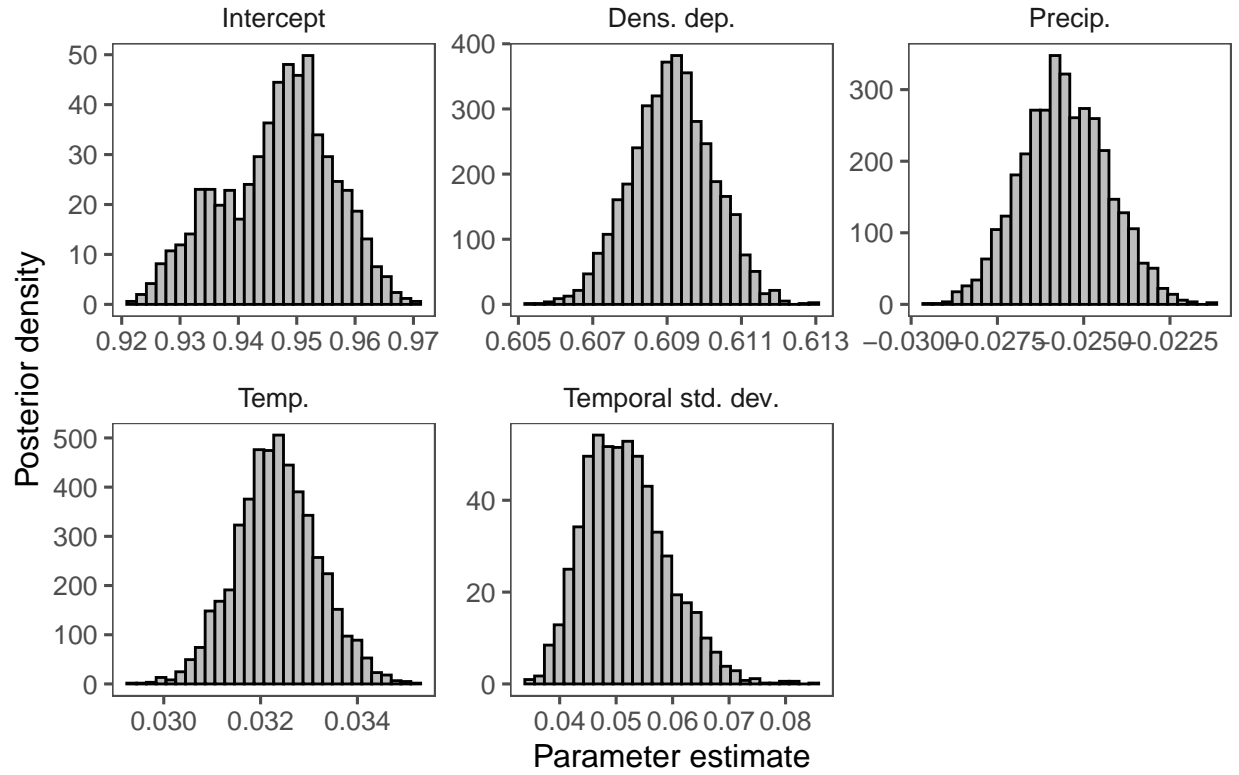 Intercept
Dens. dep.
Precip.
50
40
30
20
10
0
0.92 0.93 0.94 0.95 0.96 0.97
400
300
200
100
0
0.605 0.607 0.609 0.611 0.613
300
200
100
0
−0.0300 −0.0275 −0.0250 −0.0225
Posterior density
Temp.
Temporal std. dev.
500
400
300
200
100
0
0.030 0.032 0.034
40
20
0
0.04 0.05 0.06 0.07 0.08
Parameter estimate